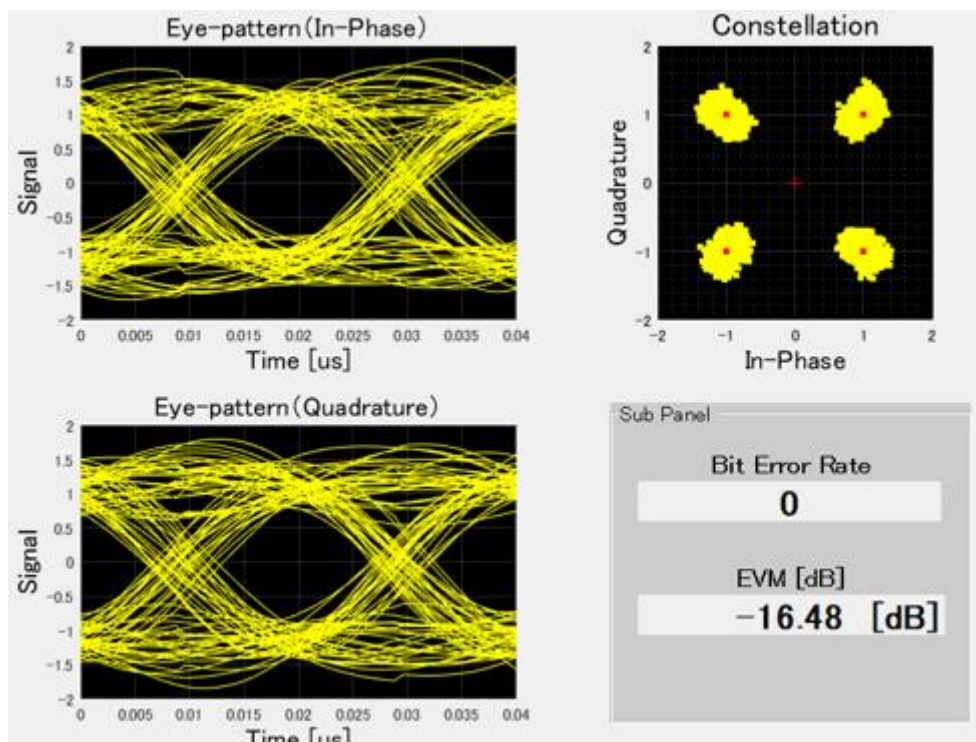 Eye-pattern(In-Phase)
2
1.5
1
0.5
0
-0.5
-1
-1.5
-2
Signal
0 0.005 0.01 0.015 0.02 0.025 0.03 0.035 0.04
Time [us]
Constellation
2
1
0
-1
-2
Quadrature
-2 -1 0 1 2
In-Phase
Eye-pattern(Quadrature)
2
1.5
1
0.5
0
-0.5
-1
-1.5
-2
Signal
0 0.005 0.01 0.015 0.02 0.025 0.03 0.035 0.04
Time [us]
Sub Panel
Bit Error Rate
0
EVM [dB]
-16.48 [dB]